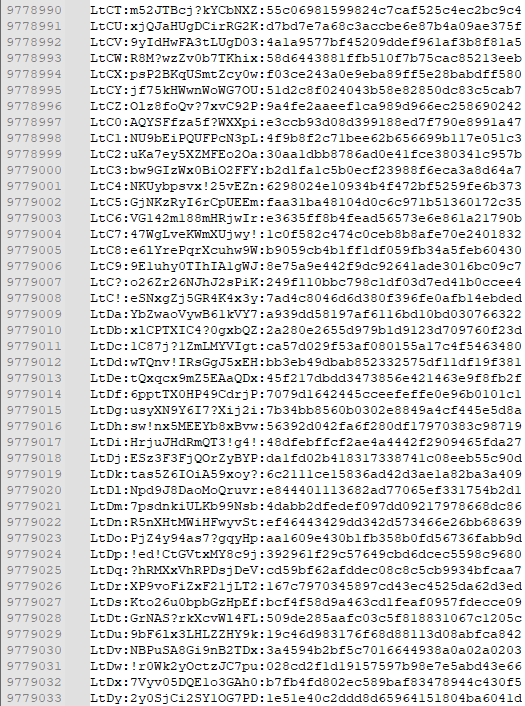 9778990 LtCT:m52JTBcj?kYCbNXZ:55c06981599824c7caf525c4ec2bc9c4
9778991 LtCU:xjQJaHUgDCirRG2K:d7bd7e7a68c3accbe6e87b4a09ae375f
9778992 LtCV:9yIdHwFA3tLUgD03:4a1a9577bf45209ddef961af3b8f81a5
9778993 LtCW:R8M?wzZv0b7TKhix:58d6443881ffb510f7b75cac85213eeb
9778994 LtCX:psP2BKqUSmtZcy0w:f03ce243a0e9eba89ff5e28babdff580
9778995 LtCY:jf75kHWwnWoWG7OU:51d2c8f024043b58e82850dc83c5cab7
9778996 LtCZ:Olz8foQv?7xvC92P:9a4fe2aaeef1ca989d966ec258690242
9778997 LtC0:AQYSFfza5f?WXXpi:e3ccb93d08d399188ed7f790e8991a47
9778998 LtC1:NU9bEiPQUFPcN3pL:4f9b8f2c71bee62b656699b117e051c3
9778999 LtC2:uKa7ey5XZMFEo2Oa:30aa1dbb8786ad0e41fce380341c957b
9779000 LtC3:bw9GIzWx0BiO2FFY:b2d1fa1c5b0ecf23988f6eca3a8d64a7
9779001 LtC4:NKUybpsvx!25vEZn:6298024e10934b4f472bf5259fe6b373
9779002 LtC5:GjNKzRyI6rCpUEEm:faa31ba48104d0c6c971b51360172c35
9779003 LtC6:VG142m188mHRjwIr:e3635ff8b4fead56573e6e861a21790b
9779004 LtC7:47WgLveKWmXUjwy!:1c0f582c474c0ceb8b8afe70e2401832
9779005 LtC8:e61YrePqrXcuhw9W:b9059cb4b1ff1df059fb34a5feb60430
9779006 LtC9:9E1uhy0TIhIA1gWJ:8e75a9e442f9dc92641ade3016bc09c7
9779007 LtC?:o26Zr26NJhJ2sPiK:249f110bbc798c1df03d7ed41b0ccee4
9779008 LtC!:eSNxgZj5GR4K4x3y:7ad4c8046d6d380f396fe0afb14ebded
9779009 LtDa:YbZwaoVywB61kVY7:a939dd58197af6116bd10bd030766322
9779010 LtDb:x1CPTXIC4?0gxbQZ:2a280e2655d979b1d9123d709760f23d
9779011 LtDc:1C87j?1ZmLMYVIgt:ca57d029f53af080155a17c4f5463480
9779012 LtDd:wTQnv!IRsGgJ5xEH:bb3eb49dbab852332575df11df19f381
9779013 LtDe:tQxqcx9mZ5EAaQDx:45f217dbdd3473856e421463e9f8fb2f
9779014 LtDf:6pptTX0HP49CdrjP:7079d1642445cceefeffe0e96b0101c1
9779015 LtDg:usyXN9Y6I7?Xij2i:7b34bb8560b0302e8849a4cf445e5d8a
9779016 LtDh:sw!nx5MEEYb8xBvw:56392d042fa6f280df17970383c98719
9779017 LtDi:HrjuJHdRmQT3!g4!:48dfebffcf2ae4a4442f2909465fda27
9779018 LtDj:ESz3F3FjQOrZyBYP:da1fd02b418317338741c08eeb55c90d
9779019 LtDk:tas5Z6IOiA59xoy?:6c2111ce15836ad42d3ae1a82ba3a409
9779020 LtDl:Npd9J8DaoMoQruvr:e844401113682ad77065ef331754b2d1
9779021 LtDm:7psdnkiULKb99Nsb:4dabb2dfedef097dd09217978668dc86
9779022 LtDn:R5nXHtMWiHFwyvSt:ef46443429dd342d573466e26bb68639
9779023 LtDo:PjZ4y94as7?gqyHp:aa1609e430b1fb358b0fd56736fabb9d
9779024 LtDp:!ed!CtGVtxMY8c9j:392961f29c57649cbd6dcec5598c9680
9779025 LtDq:?hRMXxVhRPDsjDeV:cd59bf62afddec08c8c5cb9934bfcaa7
9779026 LtDr:XP9voFiZxF21jLT2:167c7970345897cd43ec4525da62d3ed
9779027 LtDs:Kto26u0bpbGzHpEf:bcf4f58d9a463cd1feaf0957fdecce09
9779028 LtDt:GrNAS?rkXcvW14FL:509de285aafc03c5f818831067c1205c
9779029 LtDu:9bF61x3LHLZZHY9k:19c46d983176f68d88113d08abfca842
9779030 LtDv:NBPuSA8Gi9nB2TDx:3a4594b2bf5c7016644938a0a02a0203
9779031 LtDw:!r0Wk2yOctzJC7pu:028cd2f1d19157597b98e7e5abd43e66
9779032 LtDx:7Vyv05DQE1o3GAh0:b7fb4fd802ec589baf83478944c430f5
9779033 LtDy:2y0SjCi2SY1OG7PD:1e51e40c2ddd8d65964151804ba6041d